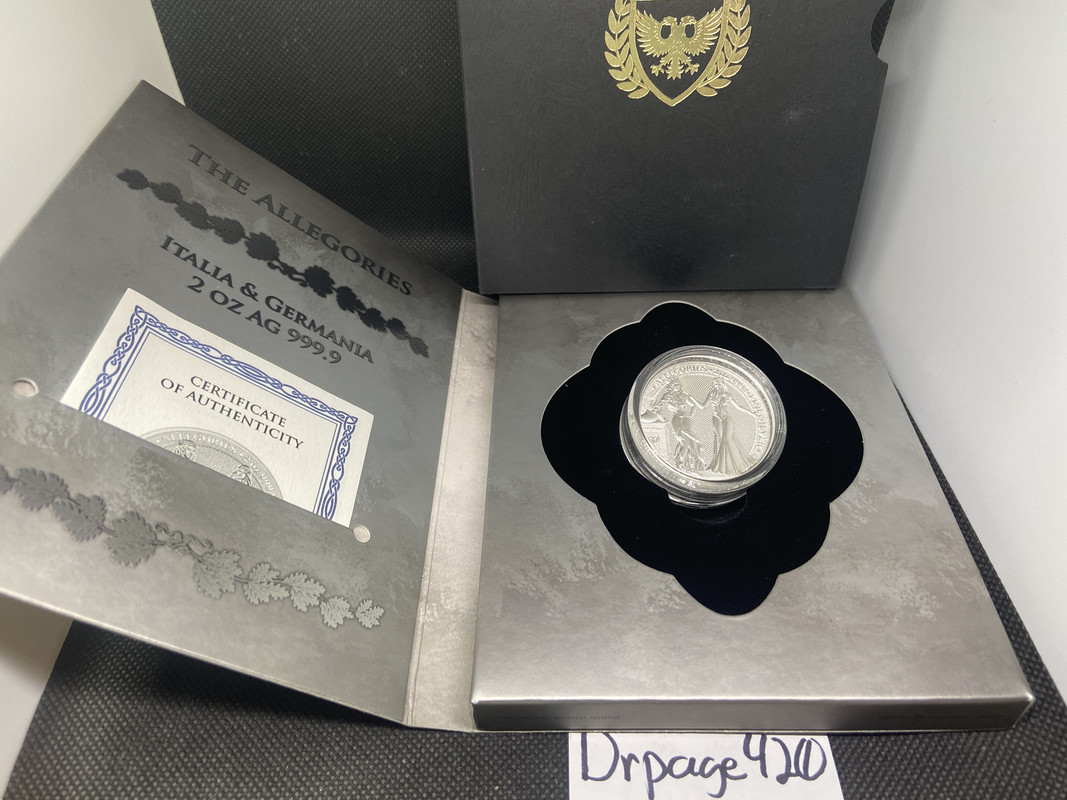 THE ALLEGORIES
ITALIA & GERMANIA
2 OZ AG 999.9
CERTIFICATE
OF AUTHENTICITY
Drpage420